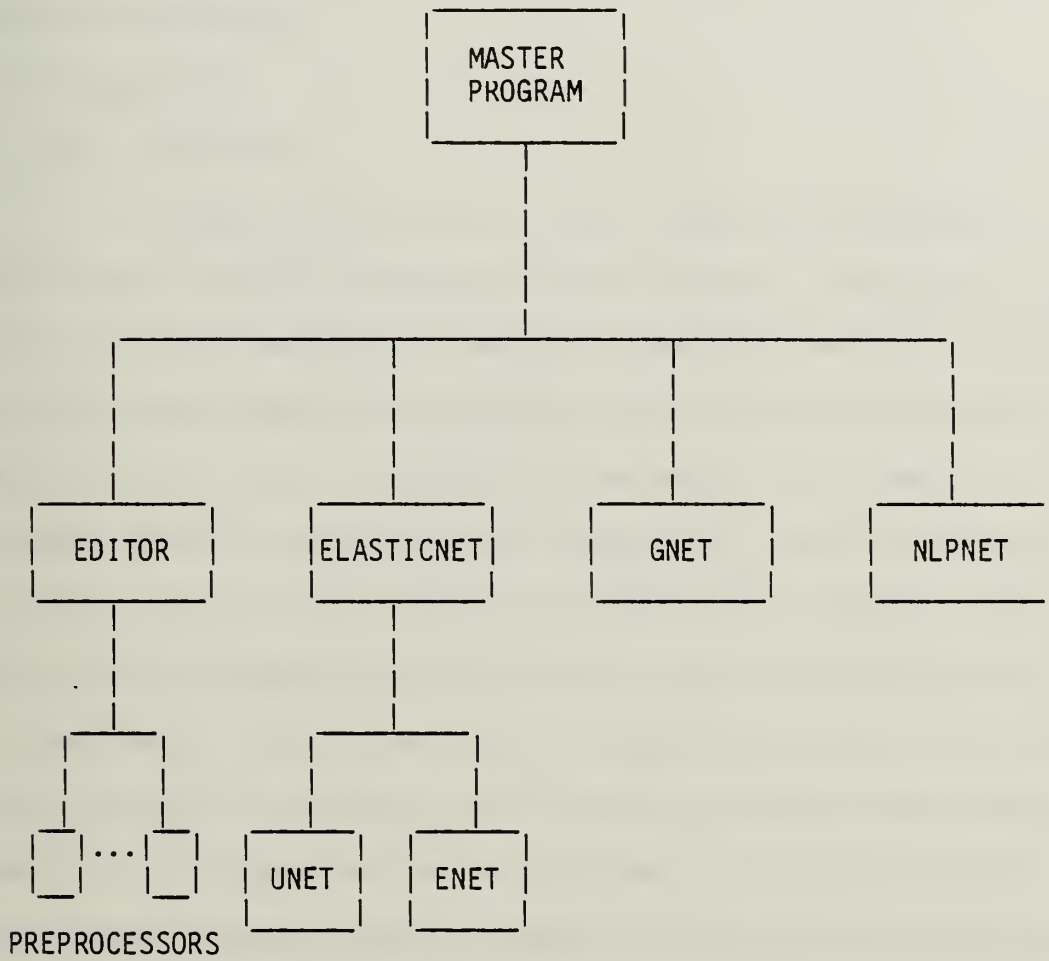 MASTER
PROGRAM
EDITOR
ELASTICNET
GNET
NLPNET
...
UNET
ENET
PREPROCESSORS